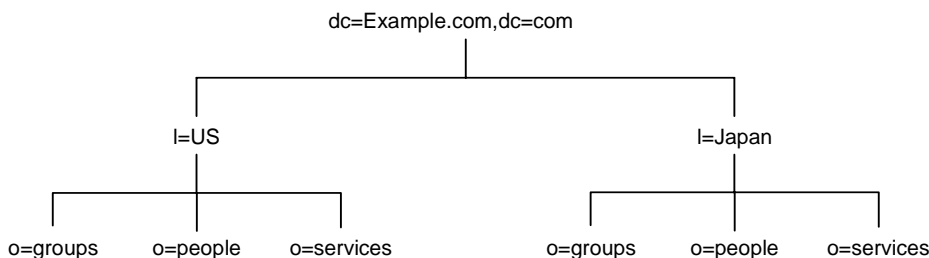 dc=Example.com,dc=com
l=US
l=Japan
o=groups
o=people
o=services
o=groups
o=people
o=services